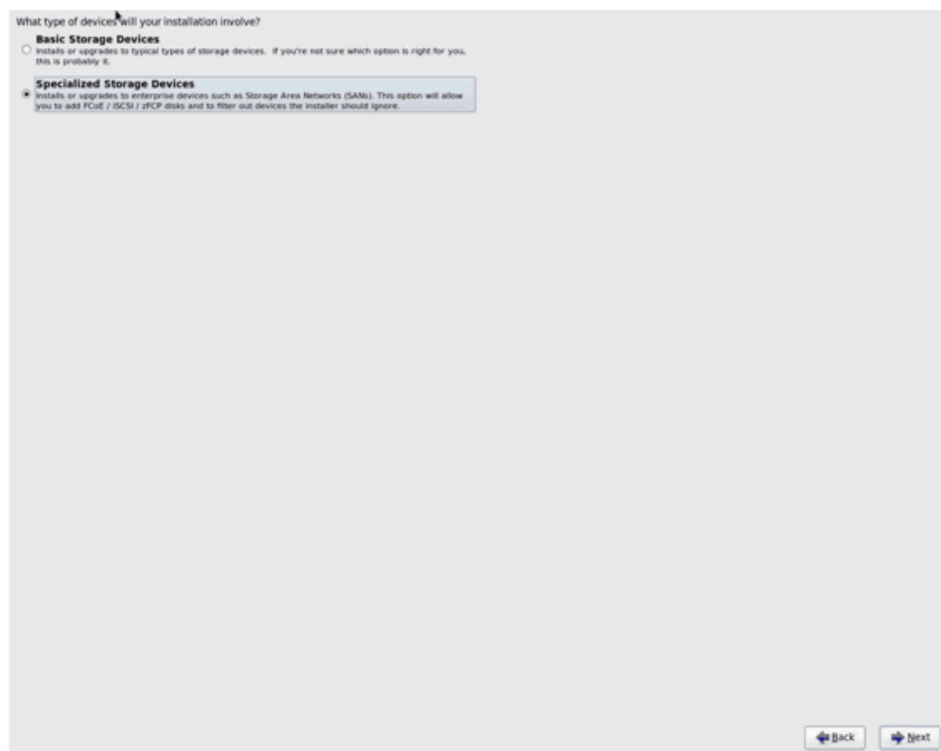 What type of devices will your installation involve?
Basic Storage Devices
Installs or upgrades to typical types of storage devices.  If you're not sure which option is right for you,
this is probably it.
Specialized Storage Devices
Installs or upgrades to enterprise devices such as Storage Area Networks (SANs). This option will allow
you to add FCoE / iSCSI / zFCP disks and to filter out devices the installer should ignore.
Back
Next